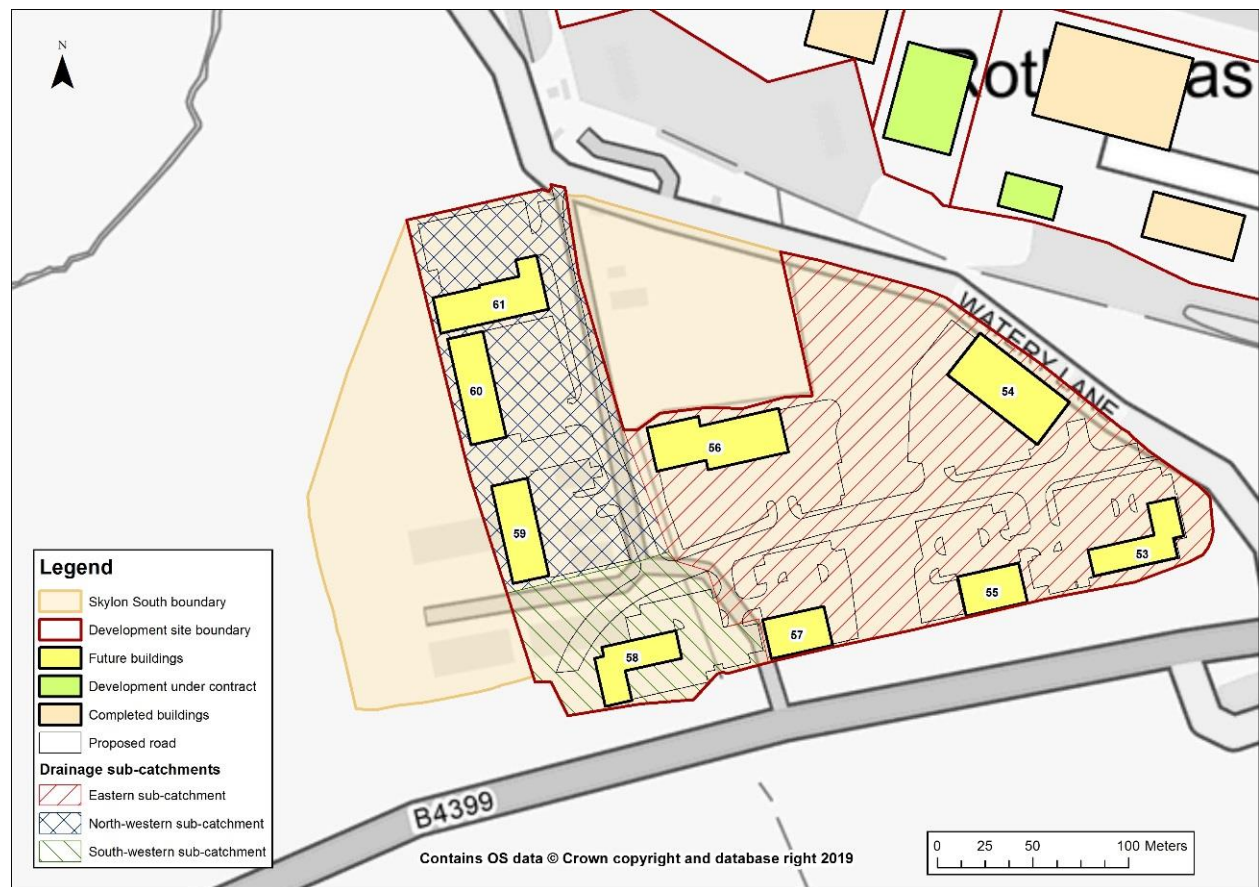 N
Rot
as
WATERY LANE
61
60
54
56
59
53
55
57
58
Legend
Skylon South boundary
Development site boundary
Future buildings
Development under contract
Completed buildings
Proposed road
Drainage sub-catchments
Eastern sub-catchment
North-western sub-catchment
South-western sub-catchment
B4399
Contains OS data © Crown copyright and database right 2019
0 25 50 100 Meters